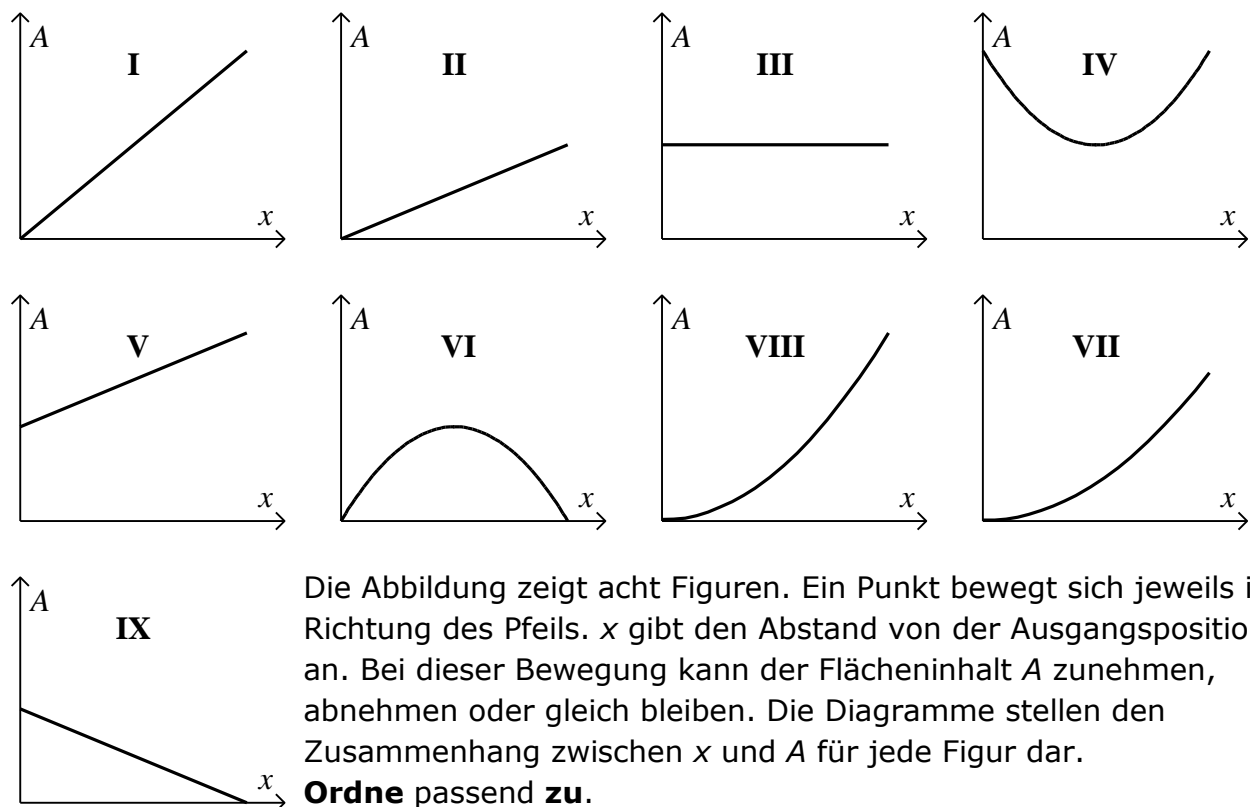 A I x
A II x
A III x
A IV x
A V x
A VI x
A VIII x
A VII x
A IX x
Die Abbildung zeigt acht Figuren. Ein Punkt bewegt sich jeweils i
Richtung des Pfeils. x gibt den Abstand von der Ausgangspositio
an. Bei dieser Bewegung kann der Flächeninhalt A zunehmen,
abnehmen oder gleich bleiben. Die Diagramme stellen den
Zusammenhang zwischen x und A für jede Figur dar.
Ordne passend zu.